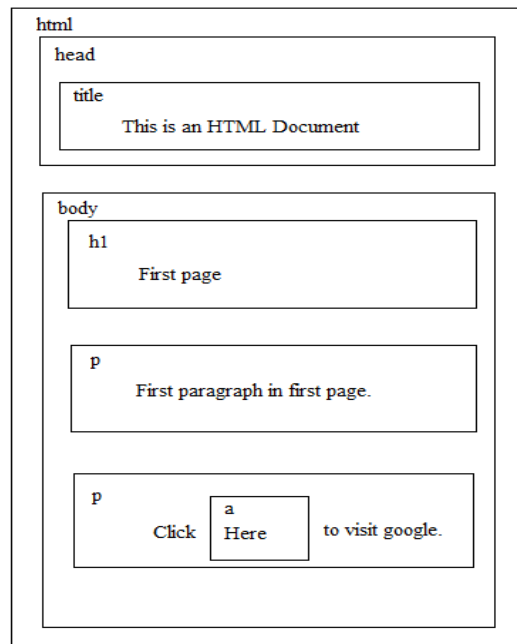 html
head
title
This is an HTML Document
body
h1
First page
p
First paragraph in first page.
p
a
Click Here to visit google.